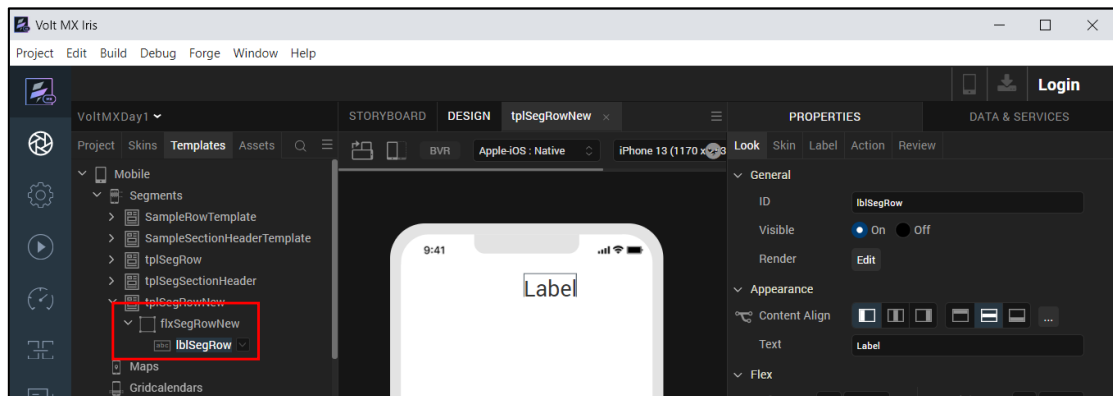 Volt MX Iris
Project Edit Build Debug Forge Window Help
Login
VoltMXDay1
STORYBOARD DESIGN tplSegRowNew ×
PROPERTIES DATA & SERVICES
Project Skins Templates Assets
BVR Apple-iOS : Native iPhone 13 (1170 x
Look Skin Label Action Review
Mobile
General
Segments
ID lblSegRow
SampleRowTemplate
Visible On Off
SampleSectionHeaderTemplate
9:41
tplSegRow
Render Edit
tplSegSectionHeader
Label
Appearance
tplSegRowNew
Content Align ...
flxSegRowNew
Text Label
abc lblSegRow
Maps
Flex
Gridcalendars